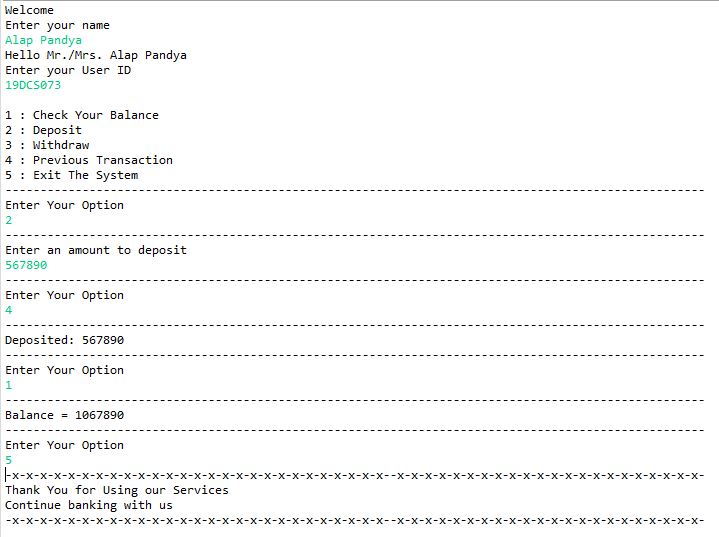 Welcome
Enter your name
Alap Pandya
Hello Mr./Mrs. Alap Pandya
Enter your User ID
19DCS073
1 : Check Your Balance
2 : Deposit
3 : Withdraw
4 : Previous Transaction
5 : Exit The System
----------------------------------------------------------------------------------------------------
Enter Your Option
2
----------------------------------------------------------------------------------------------------
Enter an amount to deposit
567890
----------------------------------------------------------------------------------------------------
Enter Your Option
4
----------------------------------------------------------------------------------------------------
Deposited: 567890
----------------------------------------------------------------------------------------------------
Enter Your Option
1
----------------------------------------------------------------------------------------------------
Balance = 1067890
----------------------------------------------------------------------------------------------------
Enter Your Option
5
-x-x-x-x-x-x-x-x-x-x-x-x-x-x-x-x-x-x-x-x-x-x-x-x-x-x-x--x-x-x-x-x-x-x-x-x-x-x-x-x-x-x-x-x-x-x-x-x-x-
Thank You for Using our Services
Continue banking with us
-x-x-x-x-x-x-x-x-x-x-x-x-x-x-x-x-x-x-x-x-x-x-x-x-x-x-x--x-x-x-x-x-x-x-x-x-x-x-x-x-x-x-x-x-x-x-x-x-x-